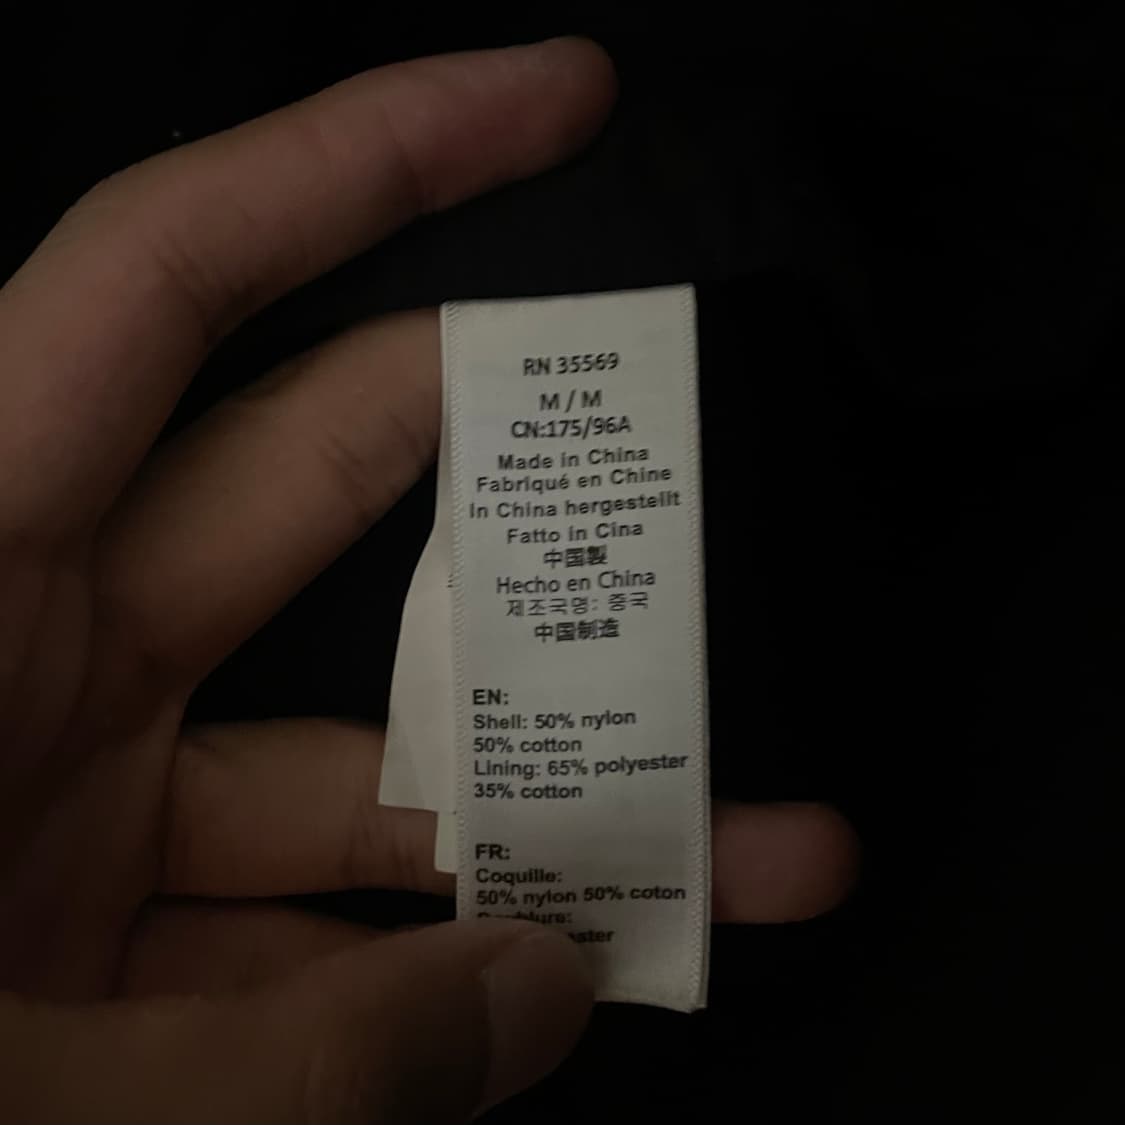 RN 35569
M / M
CN:175/96A
Made in China
Fabriqué en Chine
In China hergestellt
Fatto in Cina
中国製
Hecho en China
제조국명: 중국
中国制造
EN:
Shell: 50% nylon
50% cotton
Lining: 65% polyester
35% cotton
FR:
Coquille:
50% nylon 50% coton